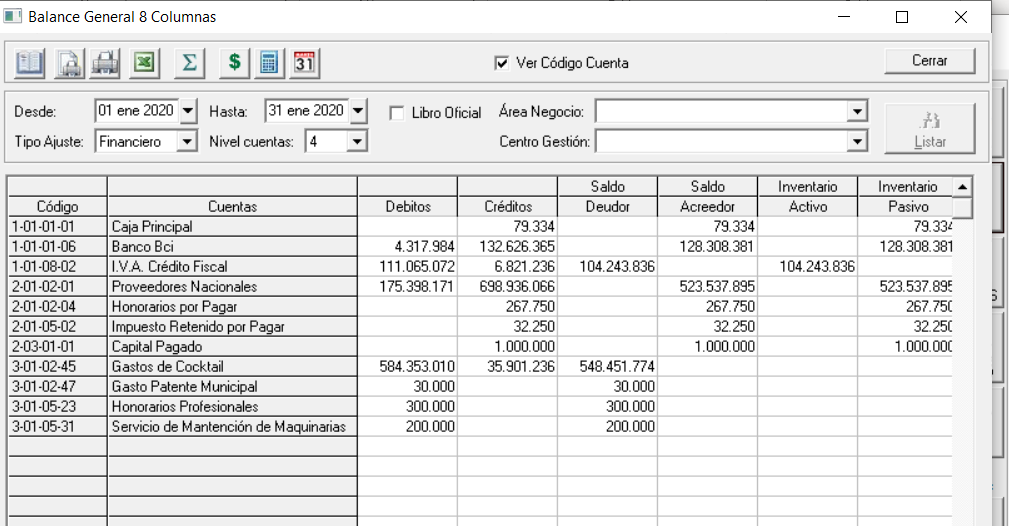 Balance General 8 Columnas
31
Ver Código Cuenta
Cerrar
Desde: 01 ene 2020 Hasta: 31 ene 2020 Libro Oficial Área Negocio:
Tipo Ajuste: Financiero Nivel cuentas: 4 Centro Gestión: Listar
Saldo Saldo Inventario Inventario
Código Cuentas Debitos Créditos Deudor Acreedor Activo Pasivo
1-01-01-01 Caja Principal 79.334 79.334 79.334
1-01-01-06 Banco Bci 4.317.984 132.626.365 128.308.381 128.308.381
1-01-08-02 I.V.A. Crédito Fiscal 111.065.072 6.821.236 104.243.836 104.243.836
2-01-02-01 Proveedores Nacionales 175.398.171 698.936.066 523.537.895 523.537.895
2-01-02-04 Honorarios por Pagar 267.750 267.750 267.750
2-01-05-02 Impuesto Retenido por Pagar 32.250 32.250 32.250
2-03-01-01 Capital Pagado 1.000.000 1.000.000 1.000.000
3-01-02-45 Gastos de Cocktail 584.353.010 35.901.236 548.451.774
3-01-02-47 Gasto Patente Municipal 30.000 30.000
3-01-05-23 Honorarios Profesionales 300.000 300.000
3-01-05-31 Servicio de Mantención de Maquinarias 200.000 200.000